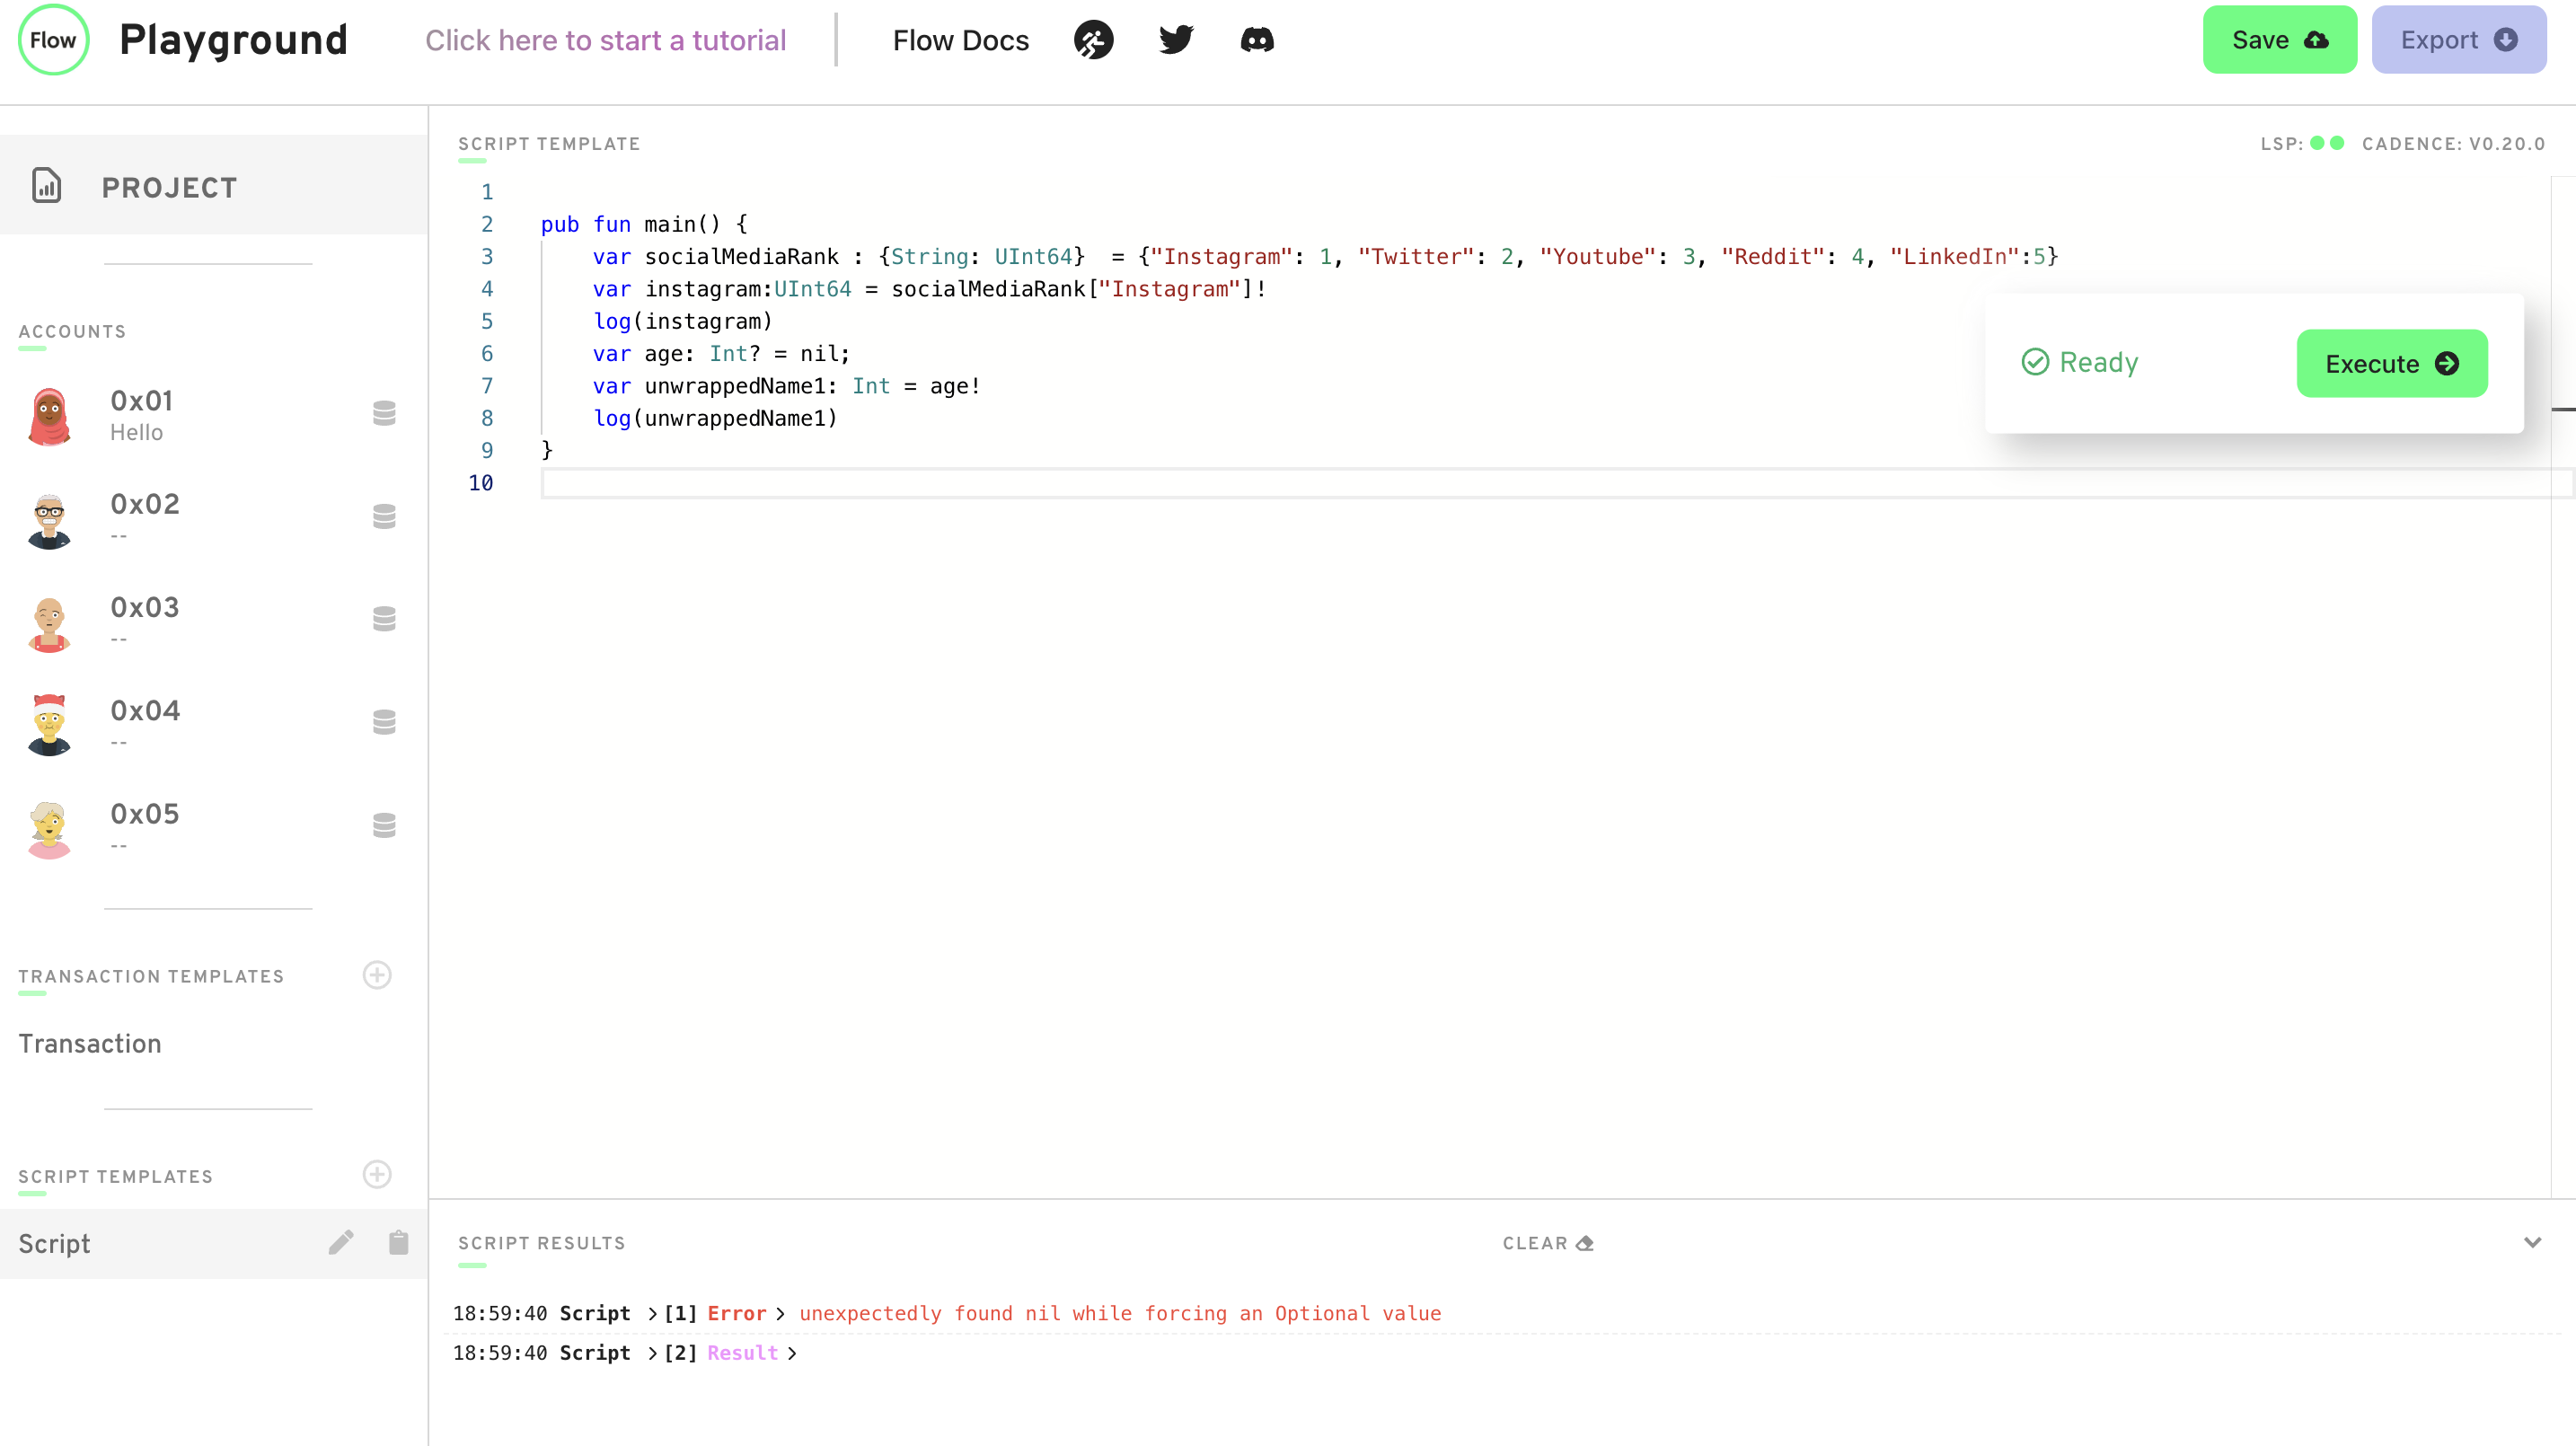 Flow Playground Click here to start a tutorial Flow Docs Save Export
PROJECT
ACCOUNTS
0x01
Hello
0x02
--
0x03
--
0x04
--
0x05
--
TRANSACTION TEMPLATES
Transaction
SCRIPT TEMPLATES
Script
SCRIPT TEMPLATE LSP: CADENCE: V0.20.0
1
2 pub fun main() {
3 var socialMediaRank : {String: UInt64}  = {"Instagram": 1, "Twitter": 2, "Youtube": 3, "Reddit": 4, "LinkedIn":5}
4 var instagram:UInt64 = socialMediaRank["Instagram"]!
5 log(instagram)
6 var age: Int? = nil;
7 var unwrappedName1: Int = age!
8 log(unwrappedName1)
9 }
10
Ready Execute
SCRIPT RESULTS CLEAR
18:59:40 Script >[1] Error > unexpectedly found nil while forcing an Optional value
18:59:40 Script >[2] Result >